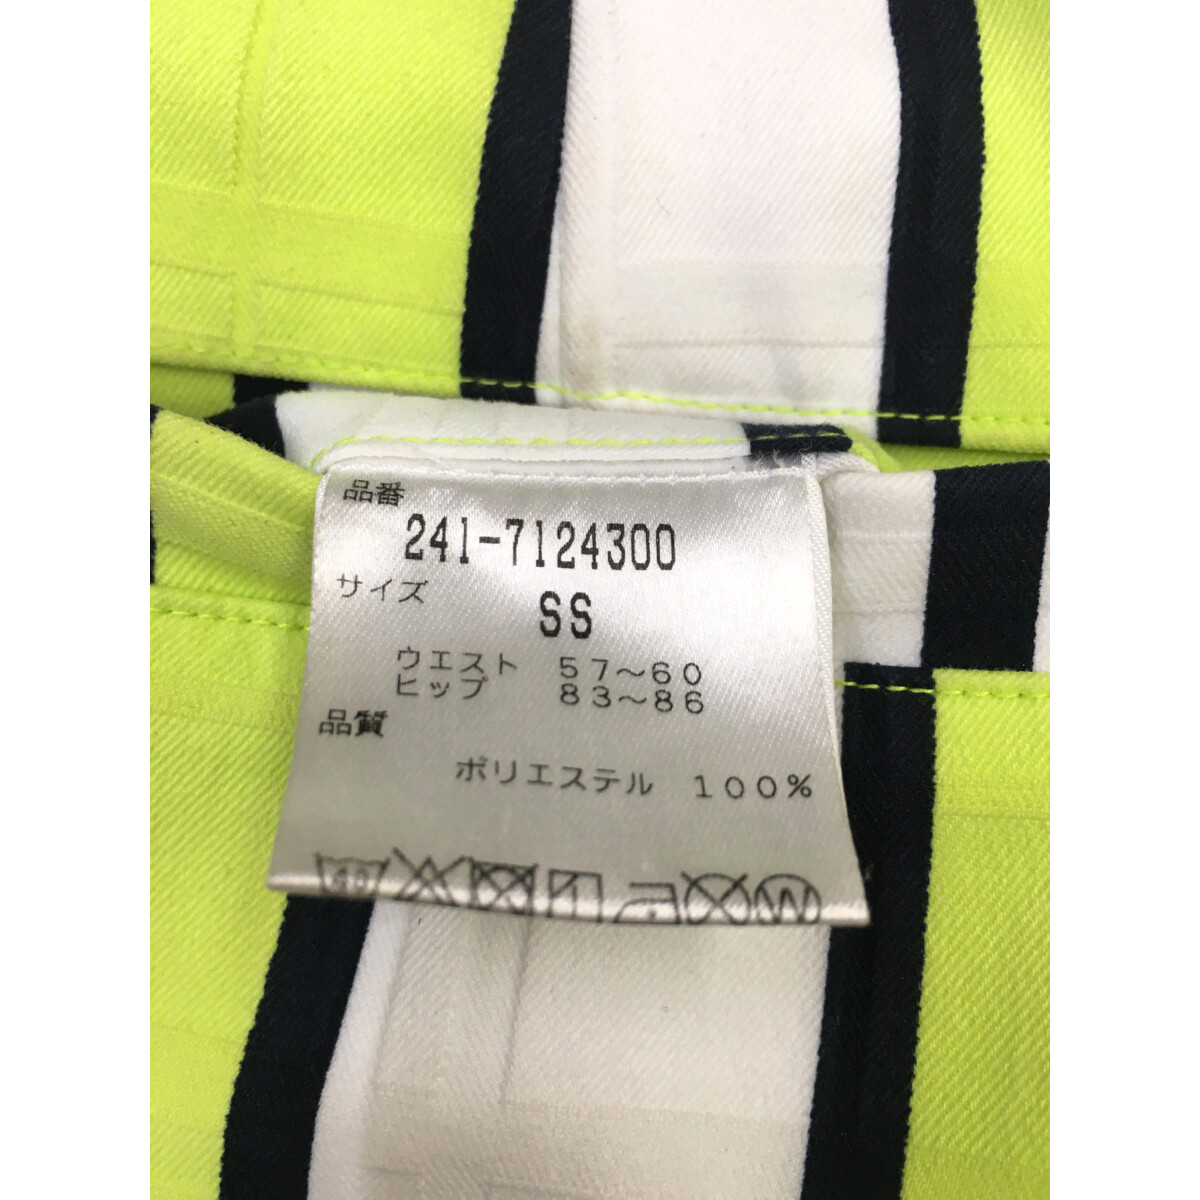 品番
241-7124300
サイズ
SS
ウエスト 57～60
ヒップ 83～86
品質
ポリエステル 100%
40 W